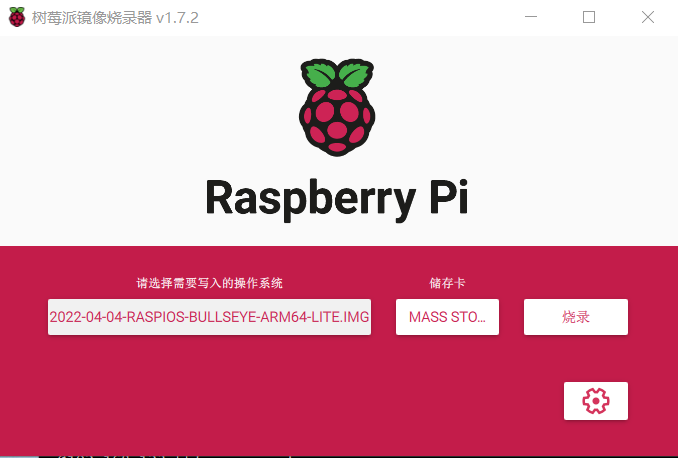 树莓派镜像烧录器 v1.7.2
Raspberry Pi
请选择需要写入的操作系统
储存卡
2022-04-04-RASPIOS-BULLSEYE-ARM64-LITE.IMG
MASS STO...
烧录